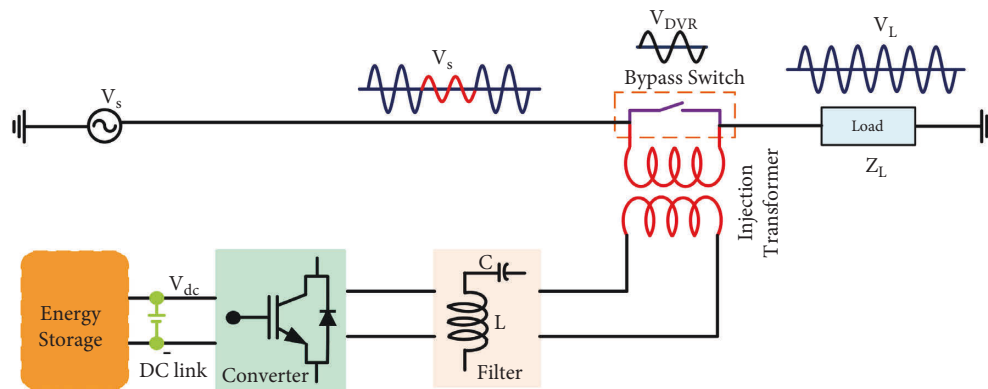 V_DVR
V_L
V_s
Bypass Switch
V_s
Load
Z_L
Injection
Transformer
V_dc
C
Energy
Storage
L
-
DC link
Converter
Filter